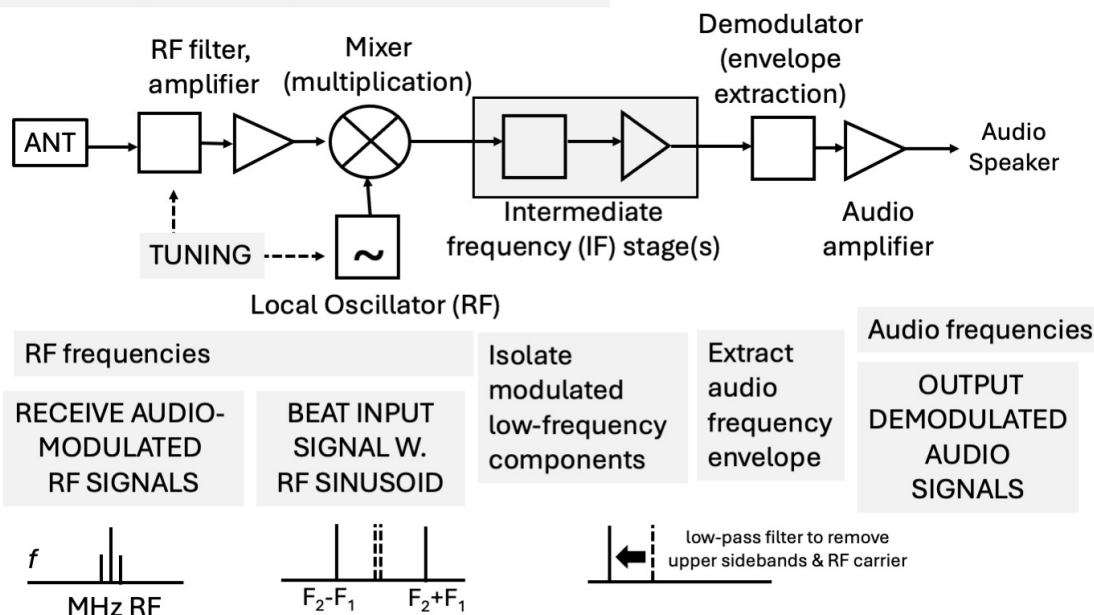 RF filter,
amplifier
Mixer
(multiplication)
Demodulator
(envelope
extraction)
ANT
Audio
Speaker
TUNING
~
Local Oscillator (RF)
Intermediate
frequency (IF) stage(s)
Audio
amplifier
RF frequencies
RECEIVE AUDIO-
MODULATED
RF SIGNALS
BEAT INPUT
SIGNAL W.
RF SINUSOID
Isolate
modulated
low-frequency
components
Extract
audio
frequency
envelope
Audio frequencies
OUTPUT
DEMODULATED
AUDIO
SIGNALS
f
MHz RF
F₂-F₁
F₂+F₁
low-pass filter to remove
upper sidebands & RF carrier